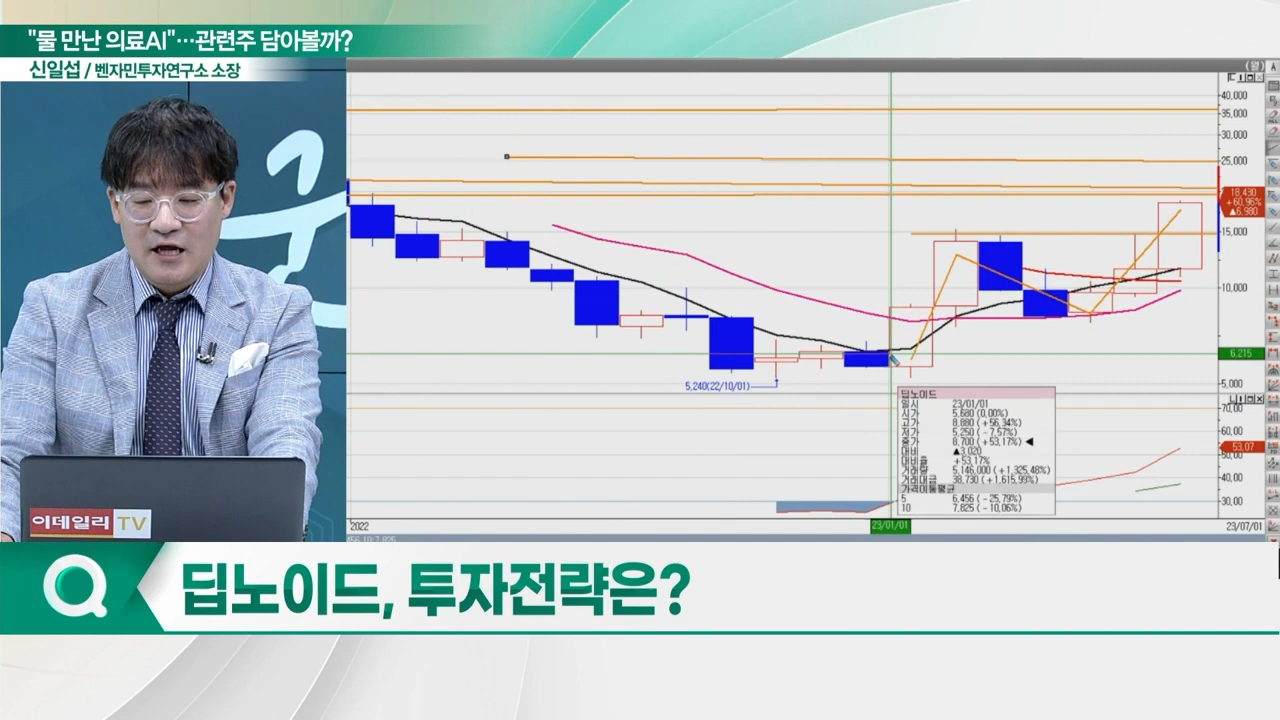 "물 만난 의료AI"…관련주 담아볼까?
신일섭 / 벤자민투자연구소 소장
(월) A
40,000
35,000
30,000
25,000
18,430
+60,96%
▲6,980
15,000
10,000
6,215
5,000
5,240(22/10/01)
딥노이드
일시 23/01/01
시가 5,680 (0,00%)
고가 8,880 (+56,34%)
저가 5,250 (-7,57%)
종가 8,700 (+53,17%) ◀
대비 ▲3,020
대비율 +53,17%
거래량 5,146,000 (+1,325,48%)
거래대금 38,730 (+1,615,99%)
가격이동평균
5 6,456 (-25,79%)
10 7,825 (-10,06%)
70,00
60,00
53,07
50,00
30,00
2022
23/01/01
23/07/01
이데일리 TV
딥노이드, 투자전략은?